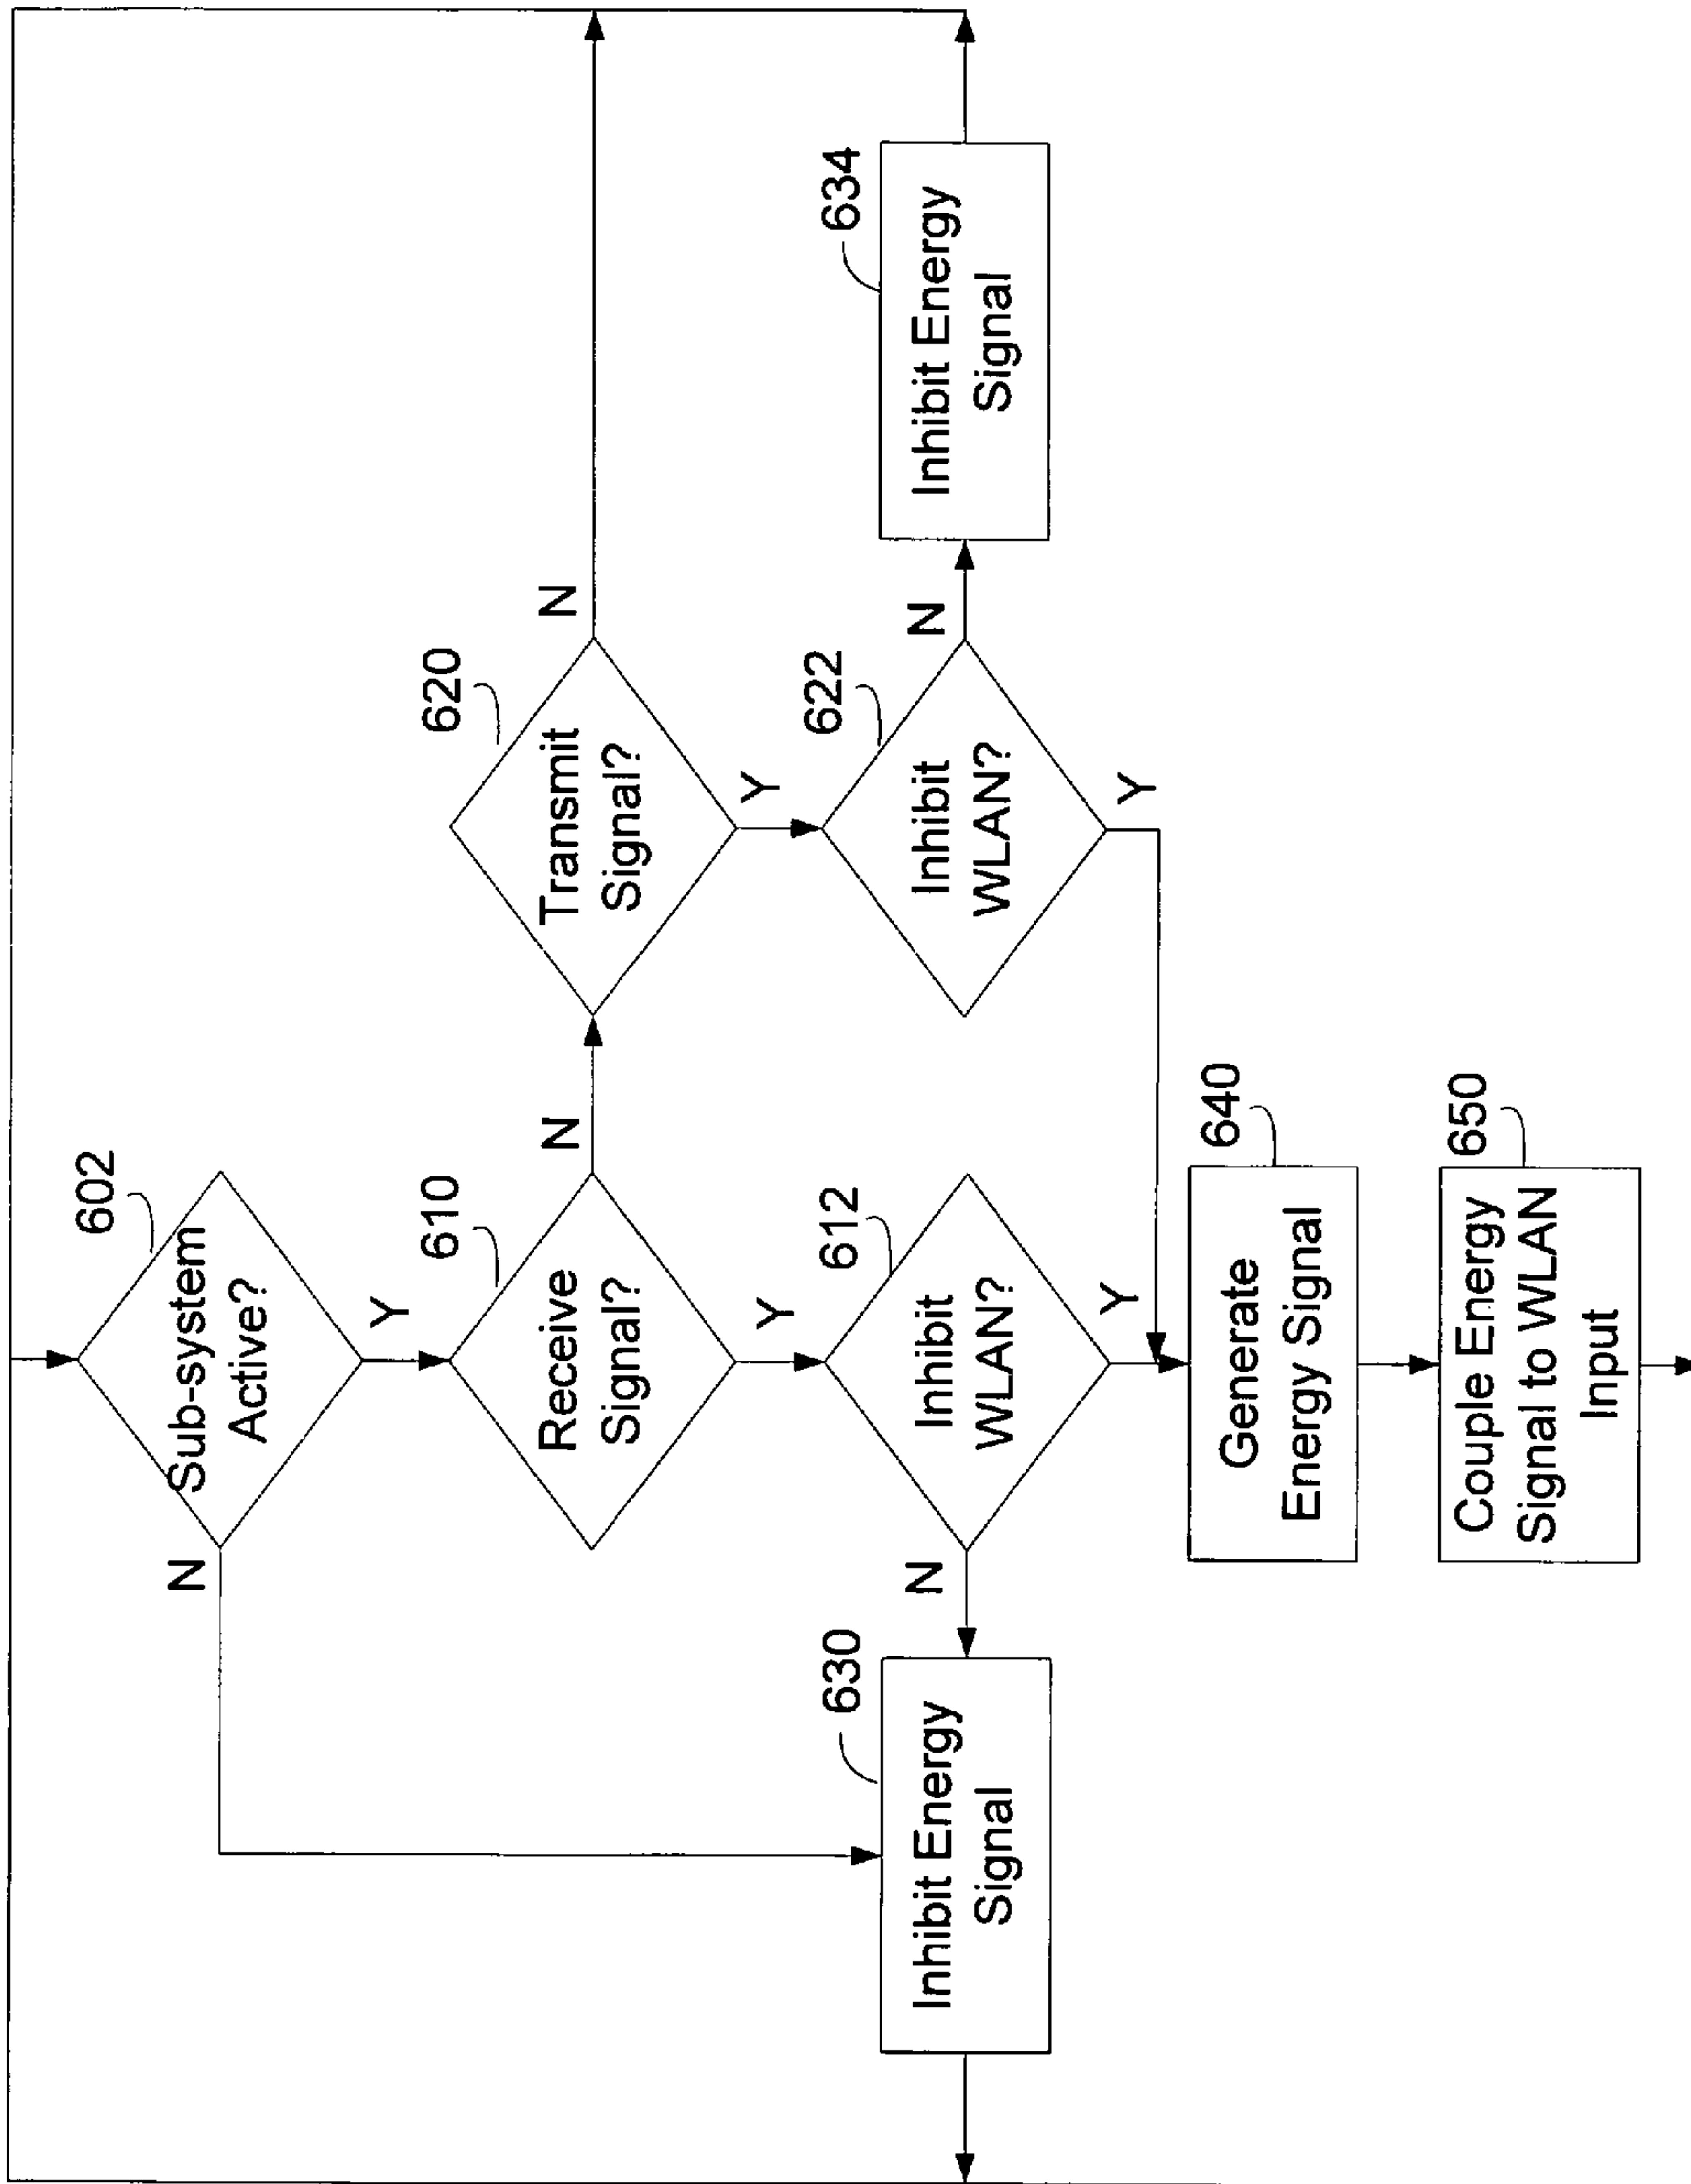 602
Sub-system
Active?
N
Y
610
Receive
Signal?
N
Y
620
Transmit
Signal?
N
Y
612
Inhibit
WLAN?
N
Y
622
Inhibit
WLAN?
N
Y
630
Inhibit Energy
Signal
634
Inhibit Energy
Signal
640
Generate
Energy Signal
650
Couple Energy
Signal to WLAN
Input